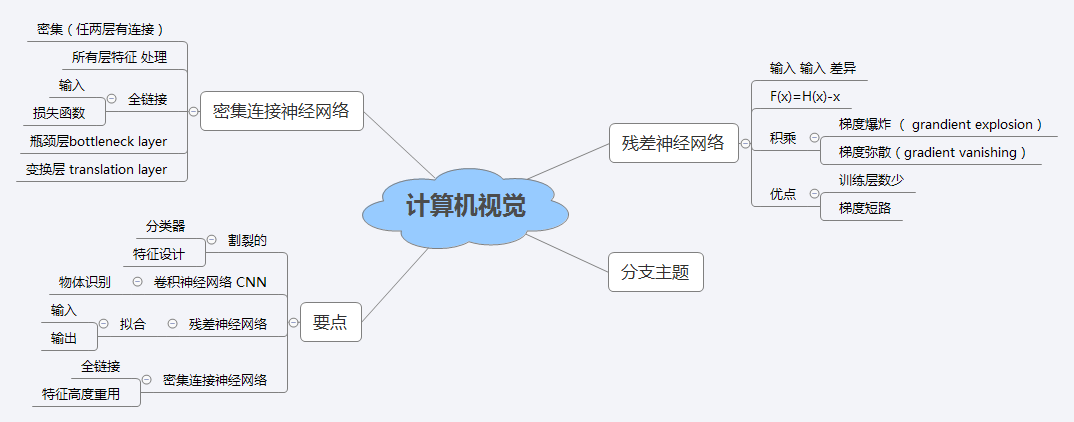 计算机视觉
密集连接神经网络
密集（任两层有连接）
所有层特征 处理
全链接
输入
损失函数
瓶颈层bottleneck layer
变换层 translation layer
残差神经网络
输入 输入 差异
F(x)=H(x)-x
积乘
梯度爆炸 （ grandient explosion ）
梯度弥散（gradient vanishing ）
优点
训练层数少
梯度短路
分支主题
要点
割裂的
分类器
特征设计
卷积神经网络 CNN
物体识别
残差神经网络
拟合
输入
输出
密集连接神经网络
全链接
特征高度重用